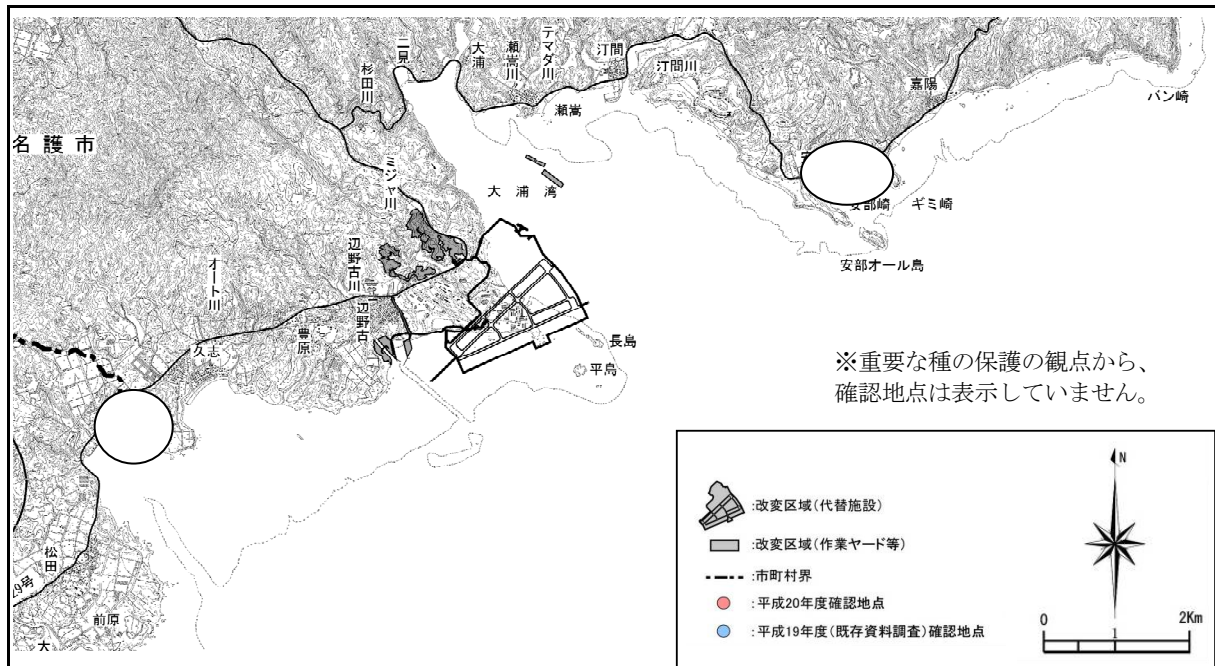 二見
大浦
瀬嵩川
テマダ川
汀間
汀間川
嘉陽
バン崎
杉田川
瀬嵩
名護市
ミジャ川
大浦湾
安部崎
ギミ崎
安部オール島
オート川
辺野古川
辺野古
豊原
久志
長島
平島
※重要な種の保護の観点から、
確認地点は表示していません。
松田
前原
N
:改変区域(代替施設)
:改変区域(作業ヤード等)
:市町村界
:平成20年度確認地点
:平成19年度(既存資料調査)確認地点
0 1 2Km